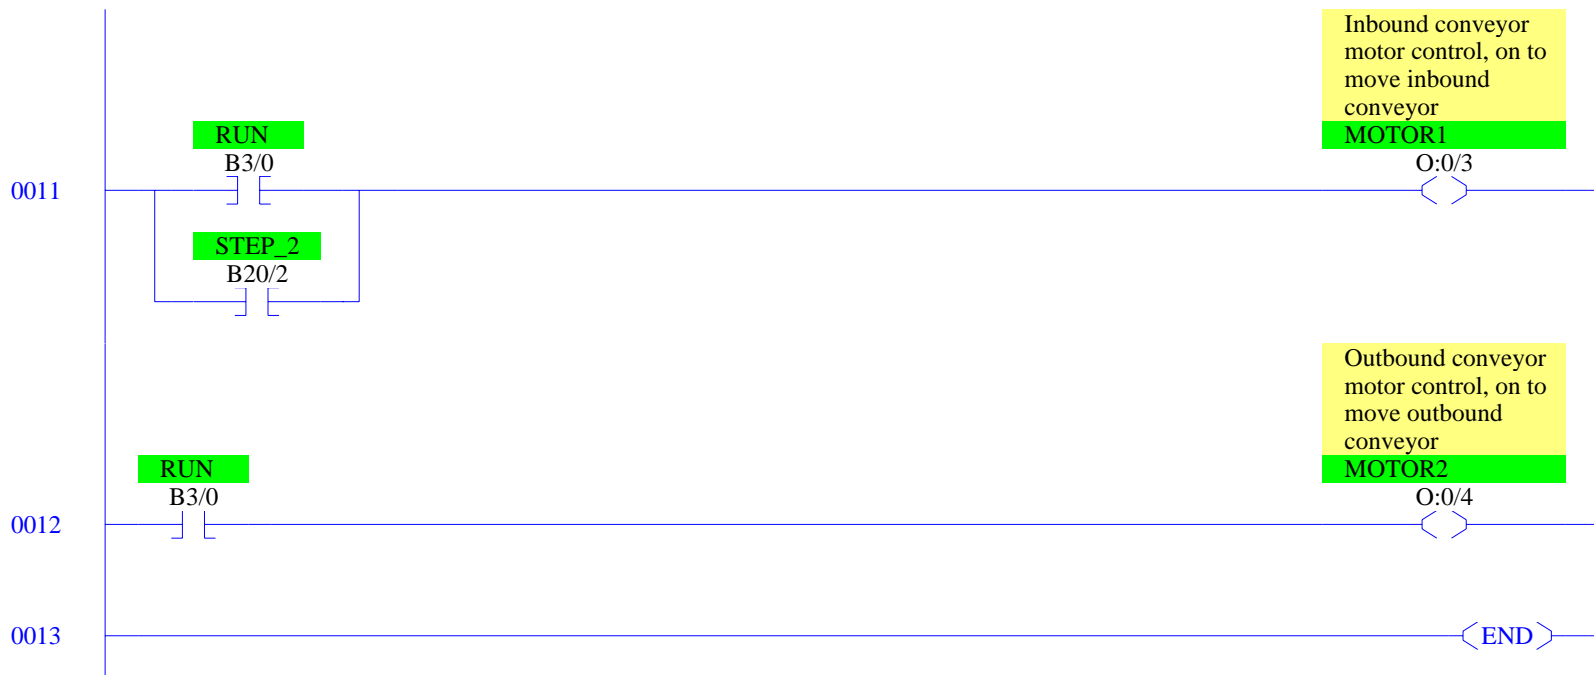 Inbound conveyor
motor control, on to
move inbound
conveyor
RUN
MOTOR1
B3/0
O:0/3
0011
STEP_2
B20/2
Outbound conveyor
motor control, on to
move outbound
conveyor
RUN
MOTOR2
B3/0
O:0/4
0012
0013
END